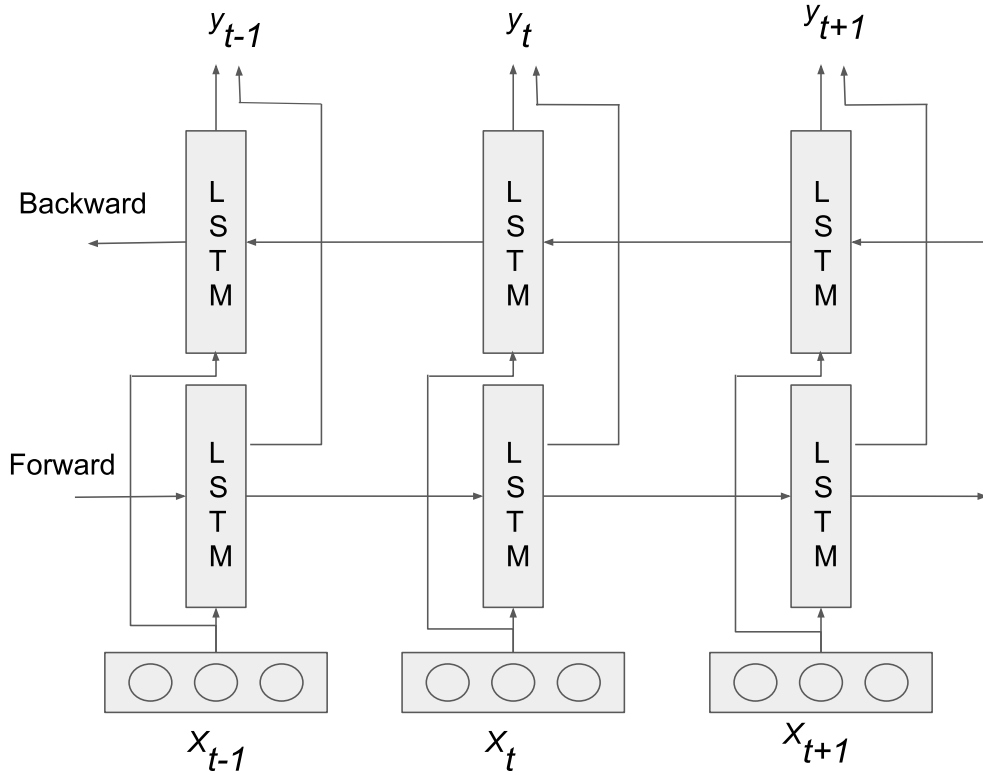 y t-1 y t y t+1
Backward
L L L
S S S
T T T
M M M
Forward
L L L
S S S
T T T
M M M
X t-1 X t X t+1